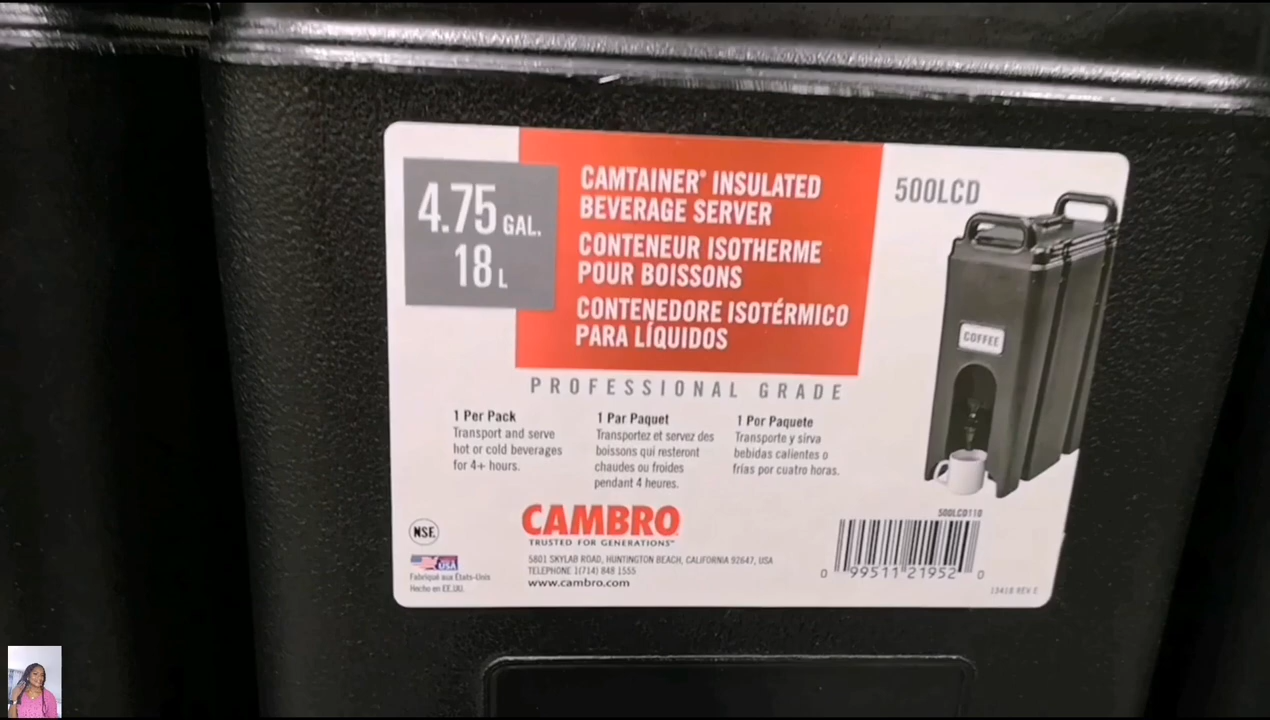 4.75 GAL.
18 L
CAMTAINER® INSULATED
BEVERAGE SERVER
CONTENEUR ISOTHERME
POUR BOISSONS
CONTENEDORE ISOTÉRMICO
PARA LÍQUIDOS
500LCD
COFFEE
PROFESSIONAL GRADE
1 Per Pack
Transport and serve
hot or cold beverages
for 4+ hours.
1 Par Paquet
Transportez et servez des
boissons qui resteront
chaudes ou froides
pendant 4 heures.
1 Por Paquete
Transporte y sirva
bebidas calientes o
frías por cuatro horas.
NSF.
USA
Fabriqué aux États-Unis
Hecho en EE.UU.
CAMBRO
TRUSTED FOR GENERATIONS™
5801 SKYLAB ROAD, HUNTINGTON BEACH, CALIFORNIA 92647, USA
TELEPHONE 1(714) 848 1555
www.cambro.com
500LCD110
0 99511 21952 0
13418 REV E